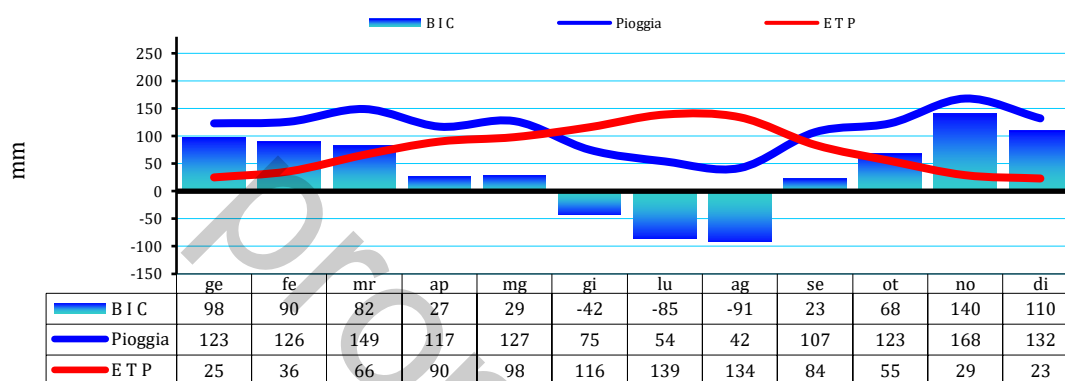 B I C Pioggia E T P
250
200
150
100
50
0
-50
-100
-150
mm
ge fe mr ap mg gi lu ag se ot no di
B I C 98 90 82 27 29 -42 -85 -91 23 68 140 110
Pioggia 123 126 149 117 127 75 54 42 107 123 168 132
E T P 25 36 66 90 98 116 139 134 84 55 29 23